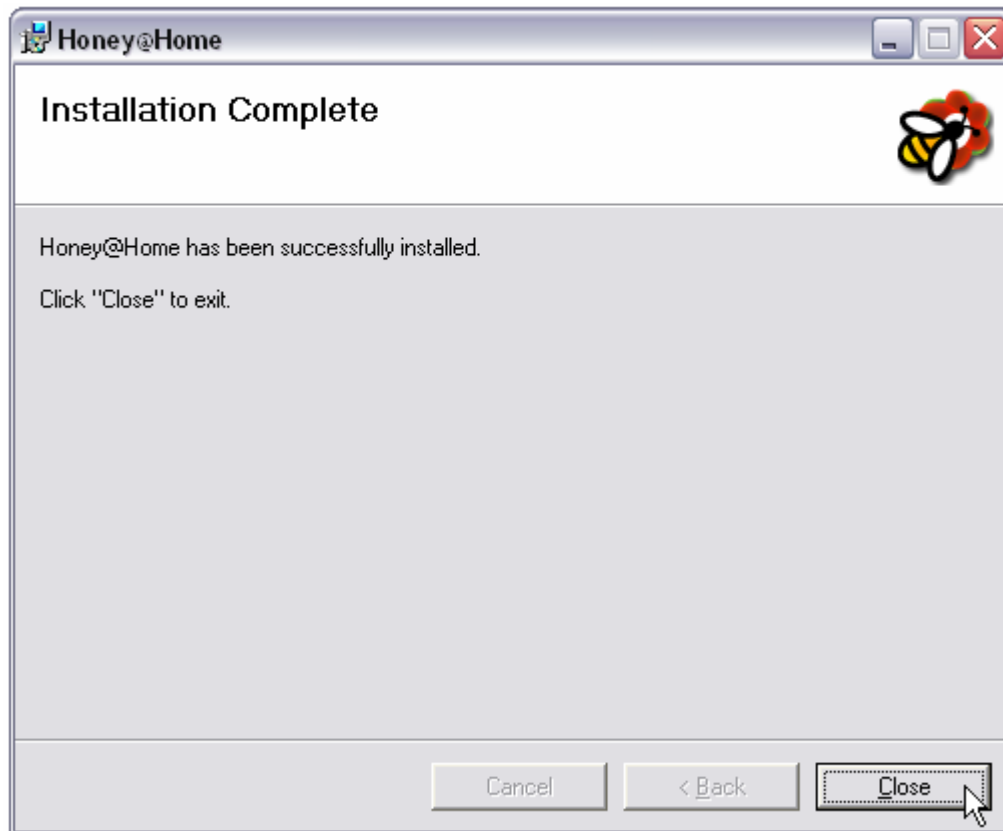 Honey@Home
Installation Complete
Honey@Home has been successfully installed.
Click "Close" to exit.
Cancel
< Back
Close